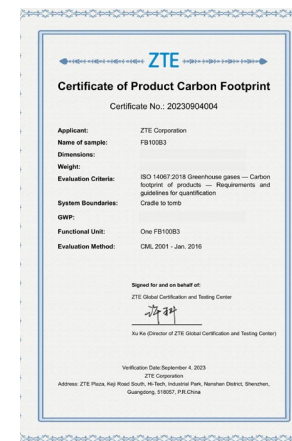 ZTE
Certificate of Product Carbon Footprint
Certificate No.: 20230904004
Applicant: ZTE Corporation
Name of sample: FB100B3
Dimensions:
Weight:
Evaluation Criteria: ISO 14067:2018 Greenhouse gases — Carbon
footprint of products — Requirements and
guidelines for quantification
System Boundaries: Cradle to tomb
GWP:
Functional Unit: One FB100B3
Evaluation Method: CML 2001 - Jan. 2016
Signed for and on behalf of:
ZTE Global Certification and Testing Center
Xu Ke (Director of ZTE Global Certification and Testing Center)
Verification Date:September 4, 2023
ZTE Corporation
Address: ZTE Plaza, Keji Road South, Hi-Tech, Industrial Park, Nanshan District, Shenzhen,
Guangdong, 518057, P.R.China